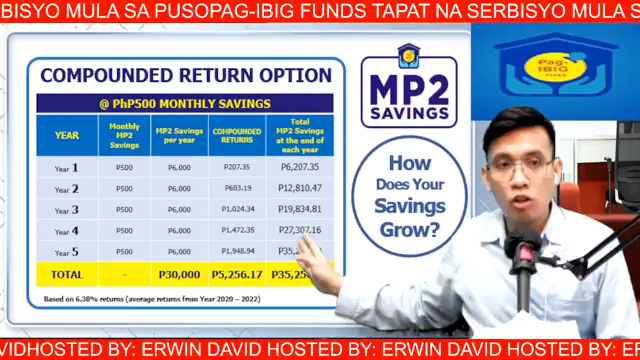 BISYO MULA SA PUSOPAG-IBIG FUNDS TAPAT NA SERBISYO MULA S
COMPOUNDED RETURN OPTION
@ PhP500 MONTHLY SAVINGS
YEAR Monthly MP2 Savings MP2 Savings per year COMPOUNDED RETURNS Total MP2 Savings at the end of each year
Year 1 P500 P6,000 P207.35 P6,207.35
Year 2 P500 P6,000 P603.19 P12,810.47
Year 3 P500 P6,000 P1,024.34 P19,834.81
Year 4 P500 P6,000 P1,472.35 P27,307.16
Year 5 P500 P6,000 P1,948.94
TOTAL - P30,000 P5,256.17
Based on 6.38% returns (average returns from Year 2020 – 2022)
MP2
SAVINGS
How
Does Your
Savings
Grow?
Pag-IBIG
FUND
VIDHOSTED BY: ERWIN DAVID HOSTED BY: ERWIN DAVID HOSTED BY: ER